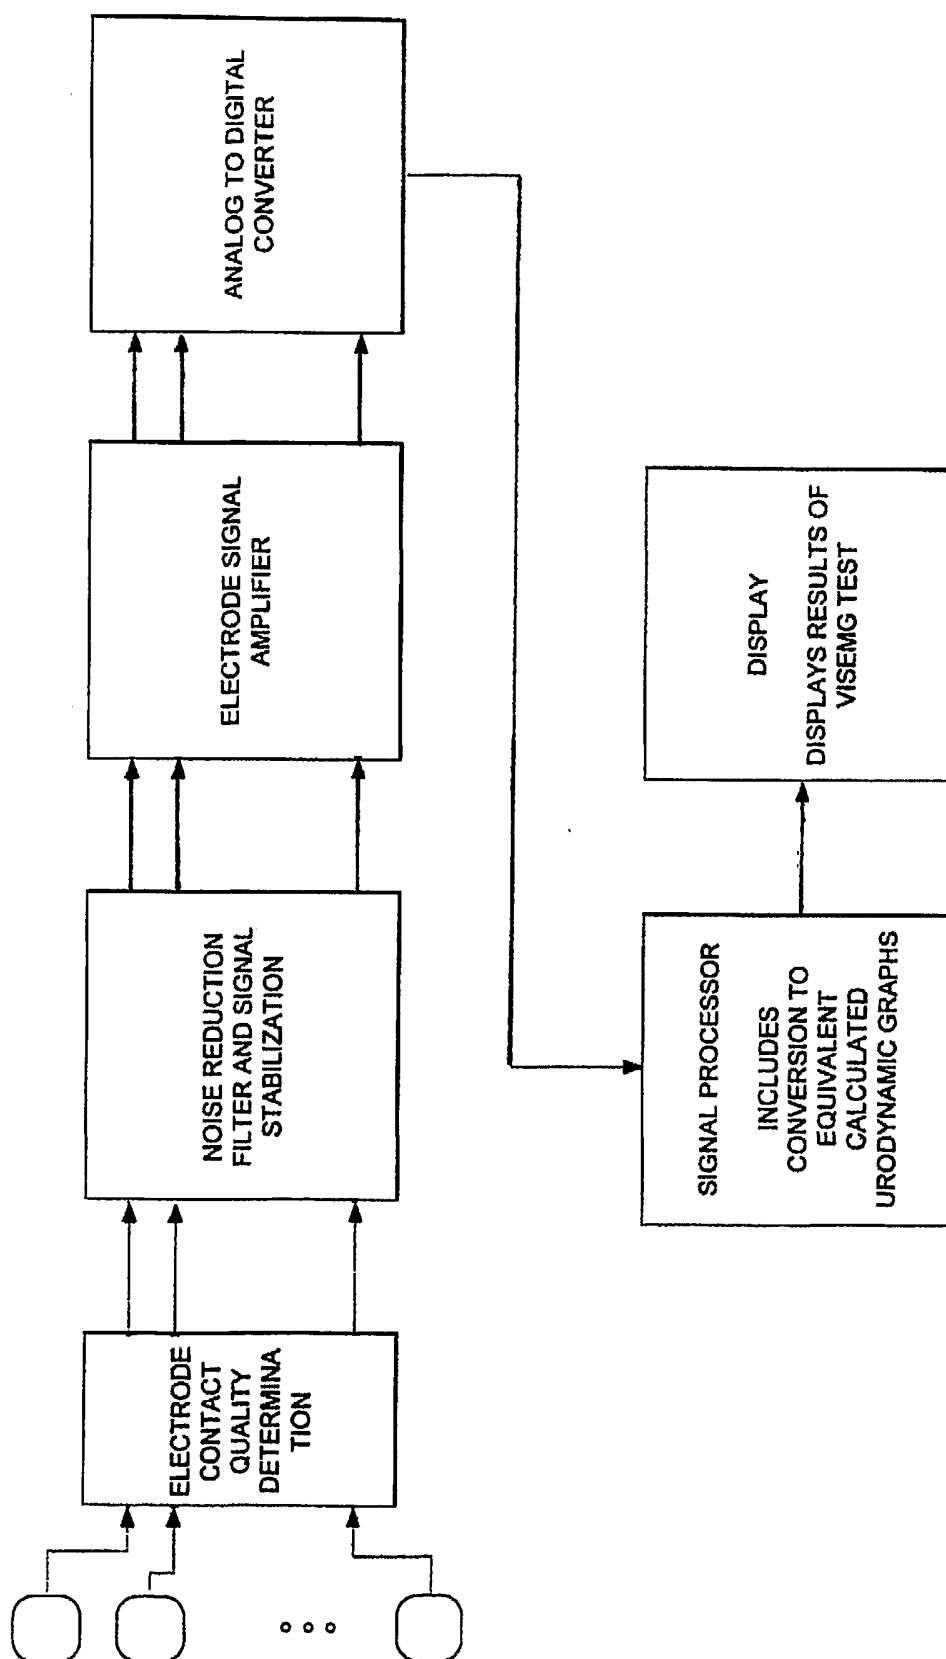 ELECTRODE
CONTACT
QUALITY
DETERMINA
TION
NOISE REDUCTION
FILTER AND SIGNAL
STABILIZATION
ELECTRODE SIGNAL
AMPLIFIER
ANALOG TO DIGITAL
CONVERTER
SIGNAL PROCESSOR
INCLUDES
CONVERSION TO
EQUIVALENT
CALCULATED
URODYNAMIC GRAPHS
DISPLAY
DISPLAYS RESULTS OF
VISEMG TEST